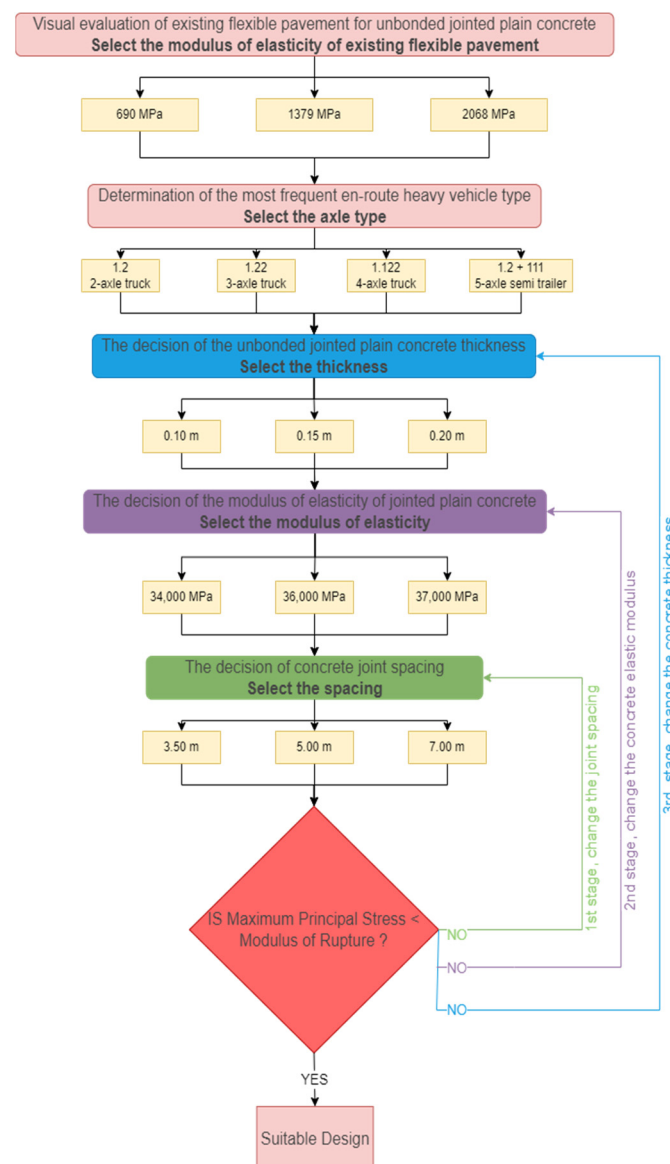 Visual evaluation of existing flexible pavement for unbonded jointed plain concrete
Select the modulus of elasticity of existing flexible pavement
690 MPa
1379 MPa
2068 MPa
Determination of the most frequent en-route heavy vehicle type
Select the axle type
1.2
2-axle truck
1.22
3-axle truck
1.122
4-axle truck
1.2 + 111
5-axle semi trailer
The decision of the unbonded jointed plain concrete thickness
Select the thickness
0.10 m
0.15 m
0.20 m
The decision of the modulus of elasticity of jointed plain concrete
Select the modulus of elasticity
34,000 MPa
36,000 MPa
37,000 MPa
The decision of concrete joint spacing
Select the spacing
3.50 m
5.00 m
7.00 m
IS Maximum Principal Stress <
Modulus of Rupture ?
NO
NO
NO
1st stage, change the joint spacing
2nd stage, change the concrete elastic modulus
3rd stage, change the concrete thickness
YES
Suitable Design